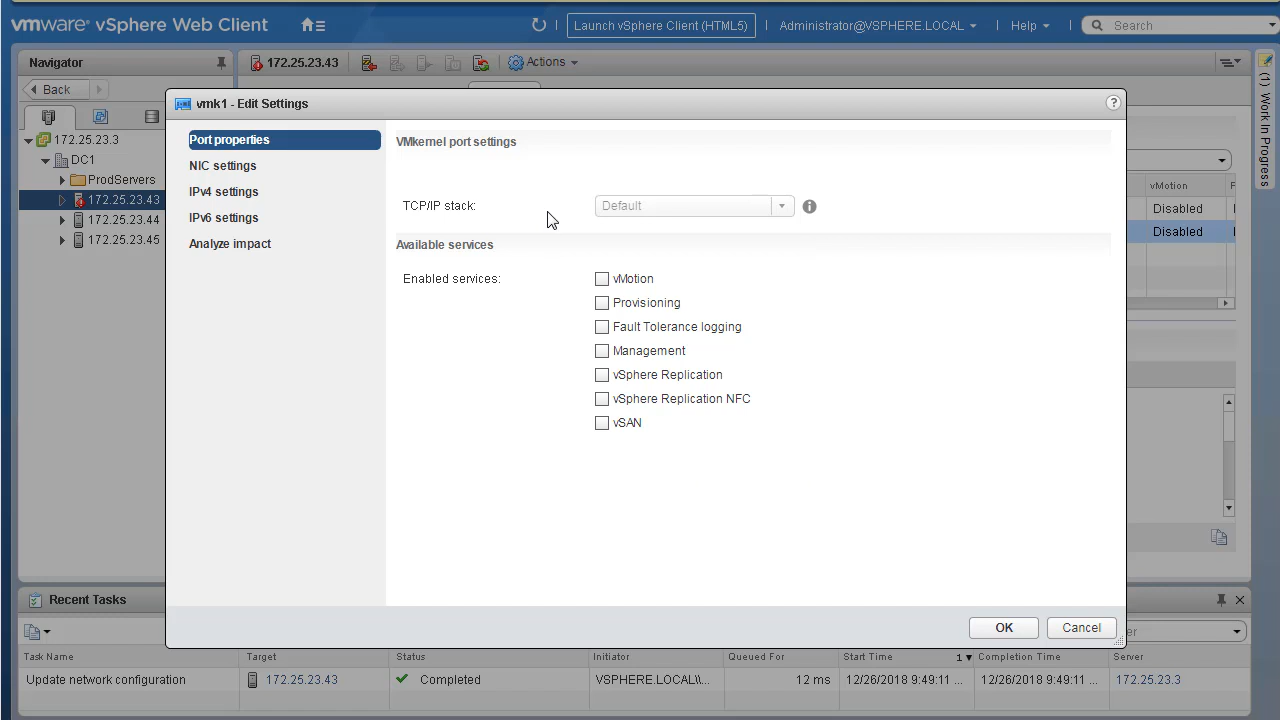 vmware® vSphere Web Client
Launch vSphere Client (HTML5)
Administrator@VSPHERE.LOCAL
Help
Search
Navigator
172.25.23.43
Actions
Back
172.25.23.3
DC1
ProdServers
172.25.23.43
172.25.23.44
172.25.23.45
vmk1 - Edit Settings
?
Port properties
NIC settings
IPv4 settings
IPv6 settings
Analyze impact
VMkernel port settings
TCP/IP stack:
Default
Available services
Enabled services:
vMotion
Provisioning
Fault Tolerance logging
Management
vSphere Replication
vSphere Replication NFC
vSAN
OK
Cancel
vMotion
Disabled
Disabled
(1) Work In Progress
Recent Tasks
Task Name
Target
Status
Initiator
Queued For
Start Time
1
Completion Time
Server
Update network configuration
172.25.23.43
Completed
VSPHERE.LOCAL\\...
12 ms
12/26/2018 9:49:11 ...
12/26/2018 9:49:11 ...
172.25.23.3